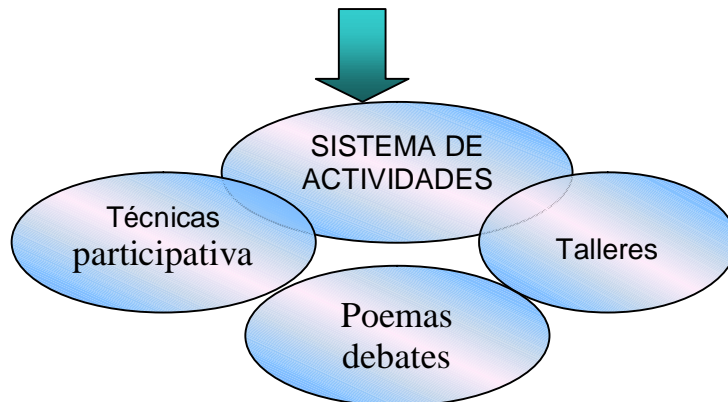 SISTEMA DE
ACTIVIDADES
Técnicas
participativa
Talleres
Poemas
debates